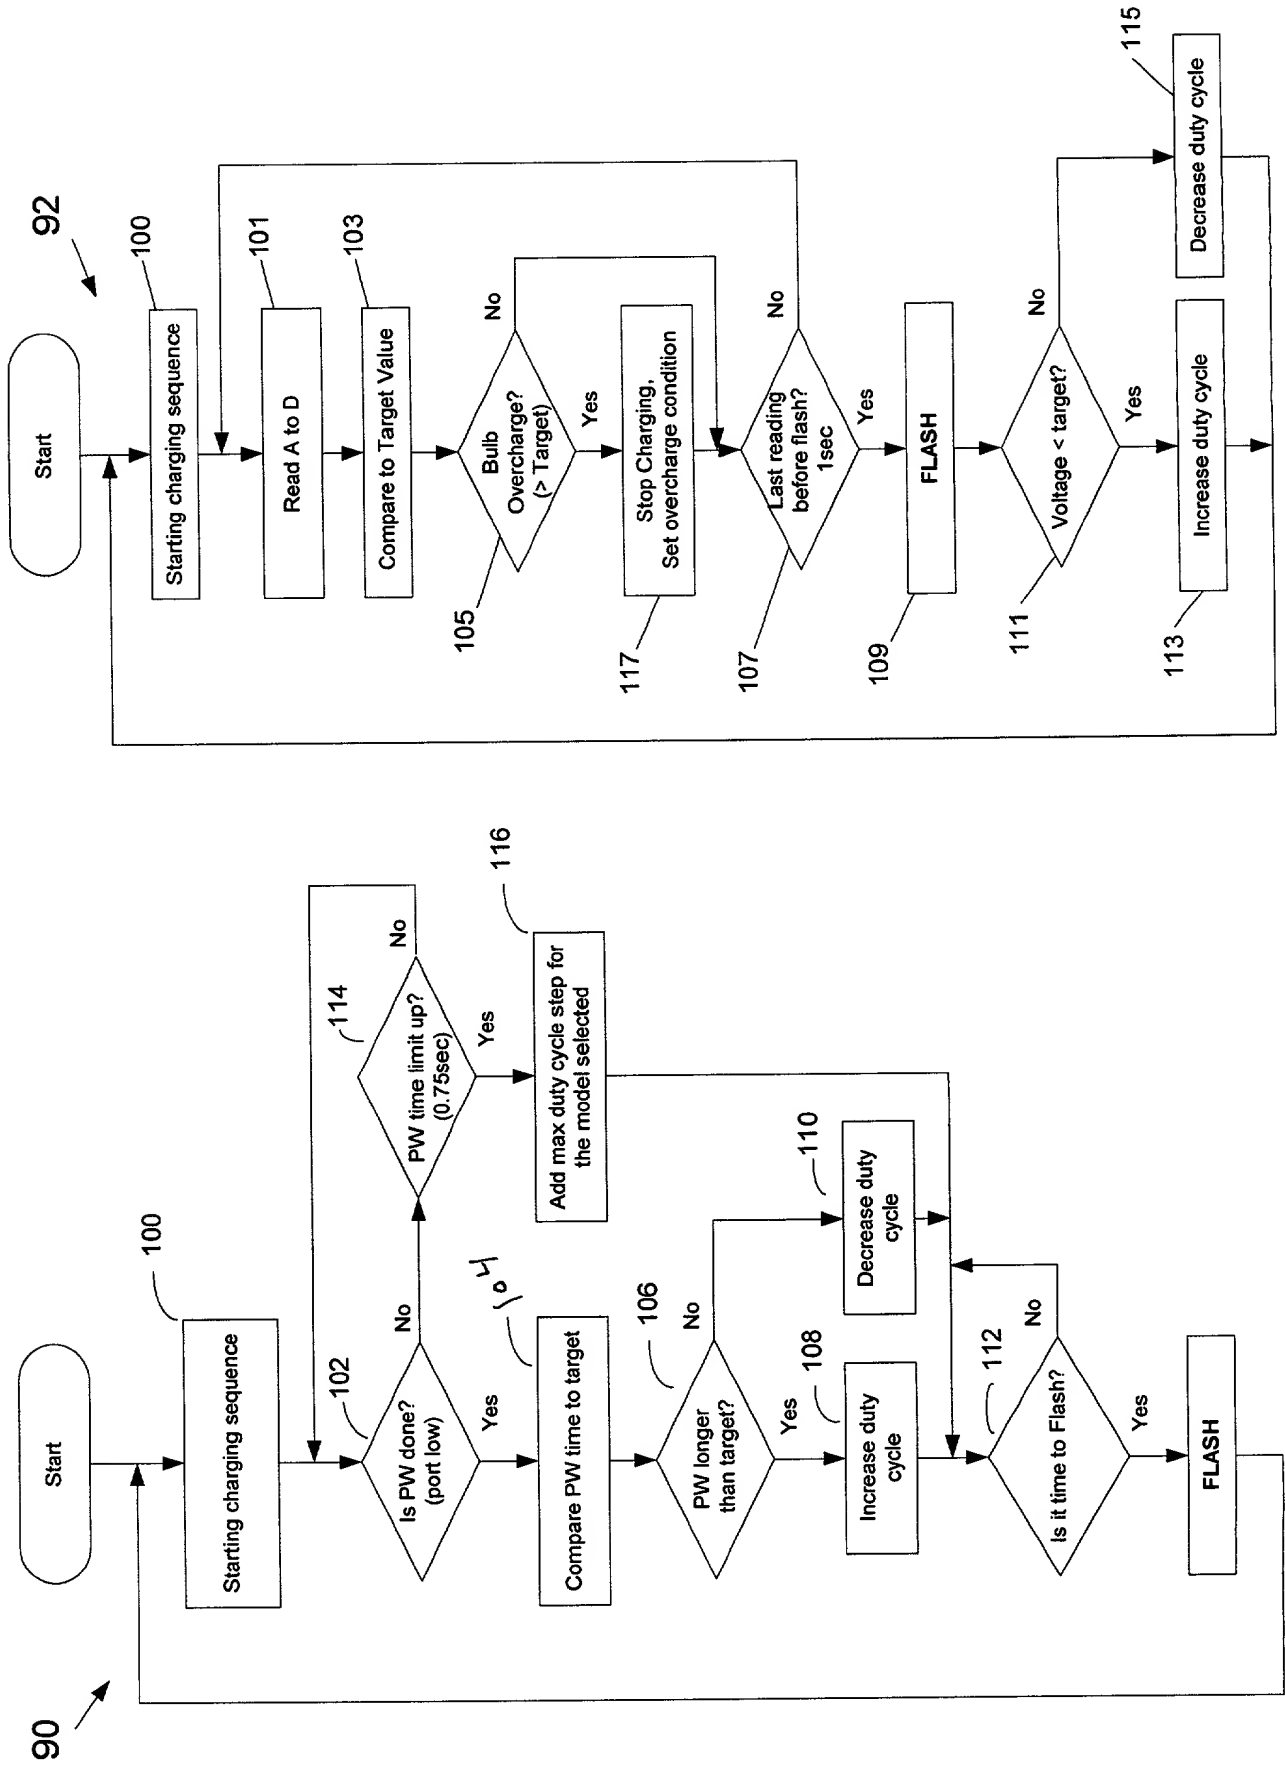 90
Start
100
Starting charging sequence
102
Is PW done?
(port low)
No
Yes
114
PW time limit up?
(0.75sec)
No
Yes
116
Add max duty cycle step for
the model selected
104
Compare PW time to target
106
PW longer
than target?
No
Yes
108
Increase duty
cycle
110
Decrease duty
cycle
112
Is it time to Flash?
No
Yes
FLASH
92
Start
100
Starting charging sequence
101
Read A to D
103
Compare to Target Value
105
Bulb
Overcharge?
(> Target)
No
Yes
117
Stop Charging,
Set overcharge condition
107
Last reading
before flash?
1sec
No
Yes
109
FLASH
111
Voltage < target?
No
Yes
113
Increase duty cycle
115
Decrease duty cycle